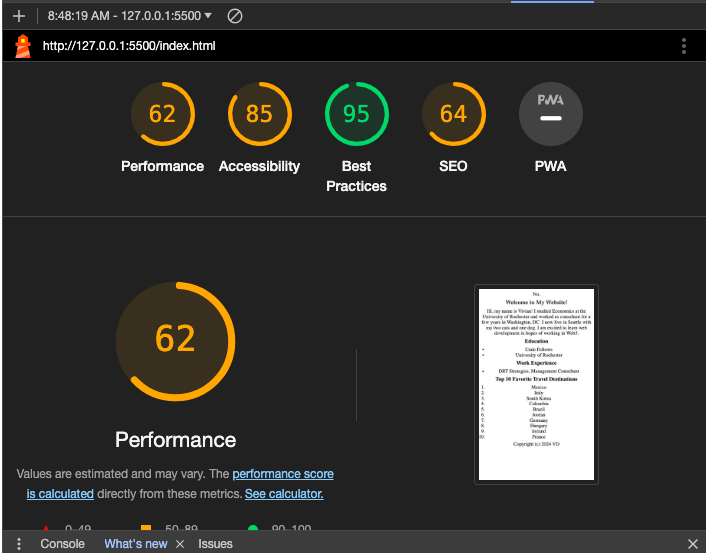 8:48:19 AM - 127.0.0.1:5500
http://127.0.0.1:5500/index.html
62
85
95
64
PWA
Performance
Accessibility
Best
Practices
SEO
PWA
62
Performance
Values are estimated and may vary. The performance score
is calculated directly from these metrics. See calculator.
0–49
50–89
90–100
Welcome to My Website!
Hi, my name is Vivian! I studied Economics at the
University of Rochester and worked as consultant for a
few years in Washington, DC. I now live in Seattle with
my two cats and one dog. I am excited to learn web
development in hopes of working in Web3.
Education
University of Rochester
Work Experience
Management Consultant
Top 10 Favorite Travel Destinations
1. Mexico
2. Italy
3. South Korea
4. Colombia
5. Brazil
6. Jordan
7. Germany
8. Hungary
9. Ireland
10. France
Copyright (c) 2024 VD
Console
What's new
Issues